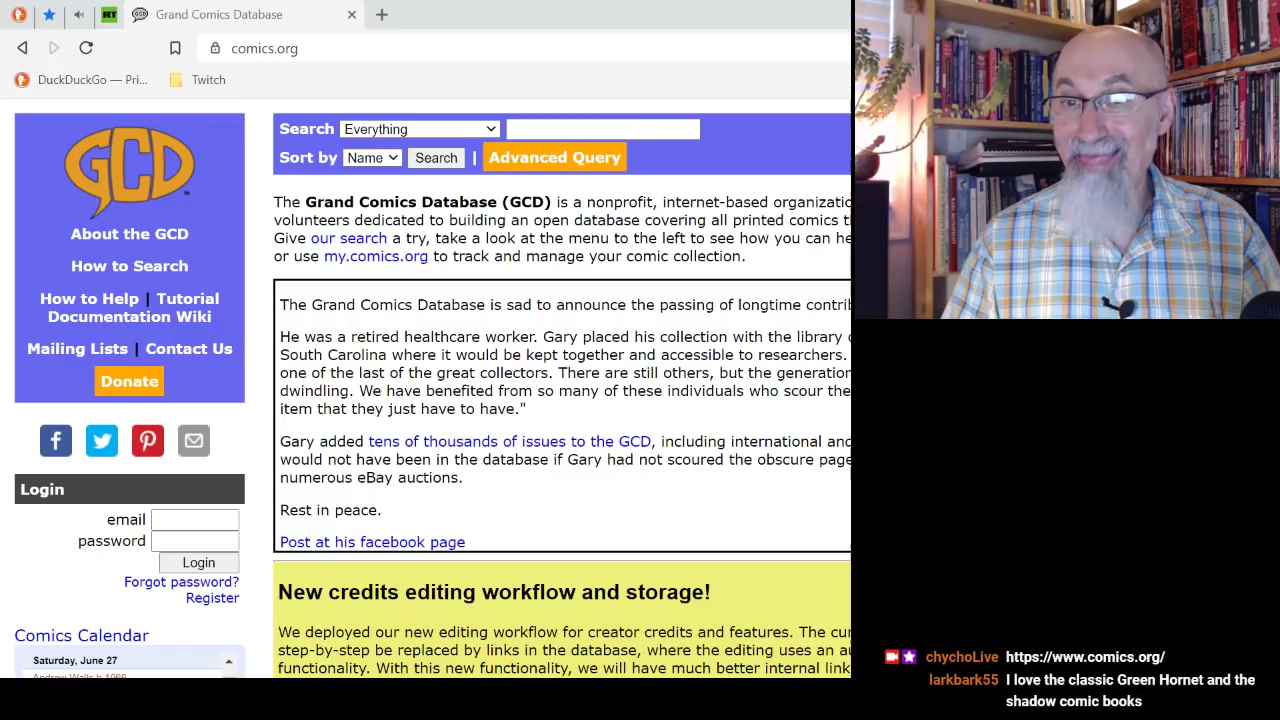 RT
Grand Comics Database
comics.org
DuckDuckGo — Pri...
Twitch
GCD
About the GCD
How to Search
How to Help | Tutorial
Documentation Wiki
Mailing Lists | Contact Us
Donate
Login
email
password
Login
Forgot password?
Register
Comics Calendar
Saturday, June 27
Andrew Walls b 1966
Search Everything
Sort by Name Search | Advanced Query
The Grand Comics Database (GCD) is a nonprofit, internet-based organizatio
volunteers dedicated to building an open database covering all printed comics th
Give our search a try, take a look at the menu to the left to see how you can he
or use my.comics.org to track and manage your comic collection.
The Grand Comics Database is sad to announce the passing of longtime contrib
He was a retired healthcare worker. Gary placed his collection with the library o
South Carolina where it would be kept together and accessible to researchers.
one of the last of the great collectors. There are still others, but the generation
dwindling. We have benefited from so many of these individuals who scour the
item that they just have to have."
Gary added tens of thousands of issues to the GCD, including international and
would not have been in the database if Gary had not scoured the obscure page
numerous eBay auctions.
Rest in peace.
Post at his facebook page
New credits editing workflow and storage!
We deployed our new editing workflow for creator credits and features. The cur
step-by-step be replaced by links in the database, where the editing uses an au
functionality. With this new functionality, we will have much better internal link
chychoLive https://www.comics.org/
larkbark55 I love the classic Green Hornet and the
shadow comic books